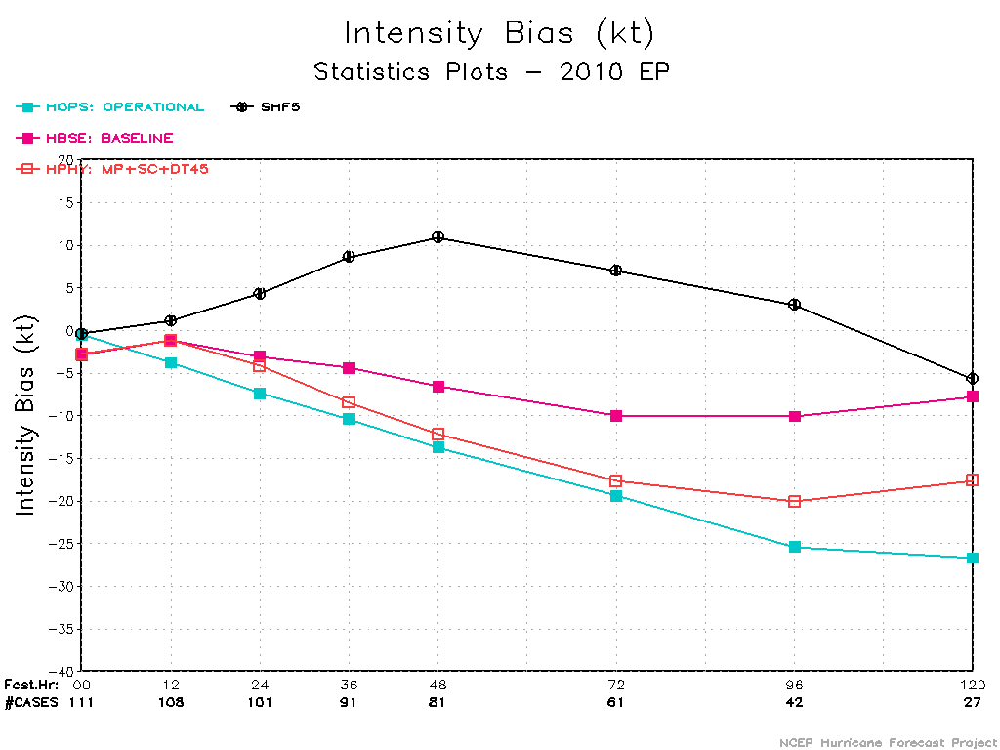 Intensity Bias (kt)
Statistics Plots - 2010 EP
HOPS: OPERATIONAL SHF5
HBSE: BASELINE
HPHY: MP+SC+DT45
20
15
10
5
0
-5
-10
-15
-20
-25
-30
-35
-40
Intensity Bias (kt)
Fcst.Hr: 00 12 24 36 48 72 96 120
#CASES 111 108 101 91 81 61 42 27
NCEP Hurricane Forecast Project